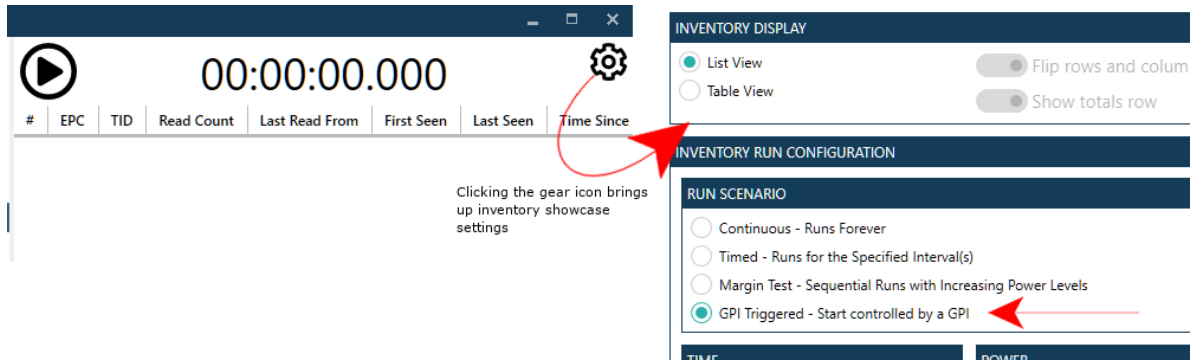 00:00:00.000
# EPC TID Read Count Last Read From First Seen Last Seen Time Since
Clicking the gear icon brings
up inventory showcase
settings
INVENTORY DISPLAY
List View
Flip rows and colum
Table View
Show totals row
INVENTORY RUN CONFIGURATION
RUN SCENARIO
Continuous - Runs Forever
Timed - Runs for the Specified Interval(s)
Margin Test - Sequential Runs with Increasing Power Levels
GPI Triggered - Start controlled by a GPI
TIME
POWER